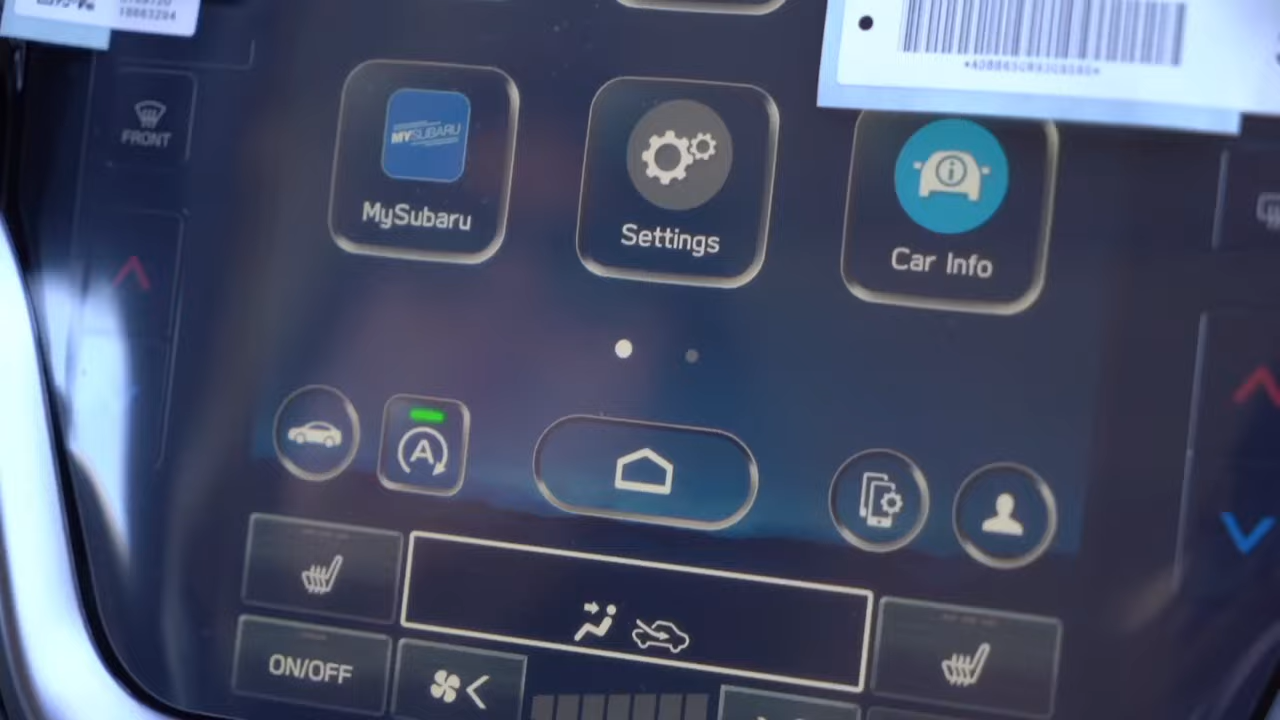 FRONT
MYSUBARU
MySubaru
Settings
Car Info
A
ON/OFF